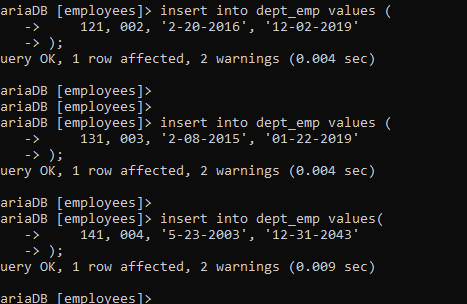 ariaDB [employees]> insert into dept_emp values (
    ->     121, 002, '2-20-2016', '12-02-2019'
    -> );
uery OK, 1 row affected, 2 warnings (0.004 sec)
ariaDB [employees]>
ariaDB [employees]>
ariaDB [employees]> insert into dept_emp values (
    ->     131, 003, '2-08-2015', '01-22-2019'
    -> );
uery OK, 1 row affected, 2 warnings (0.004 sec)
ariaDB [employees]>
ariaDB [employees]> insert into dept_emp values(
    ->     141, 004, '5-23-2003', '12-31-2043'
    -> );
uery OK, 1 row affected, 2 warnings (0.009 sec)
ariaDB [employees]>